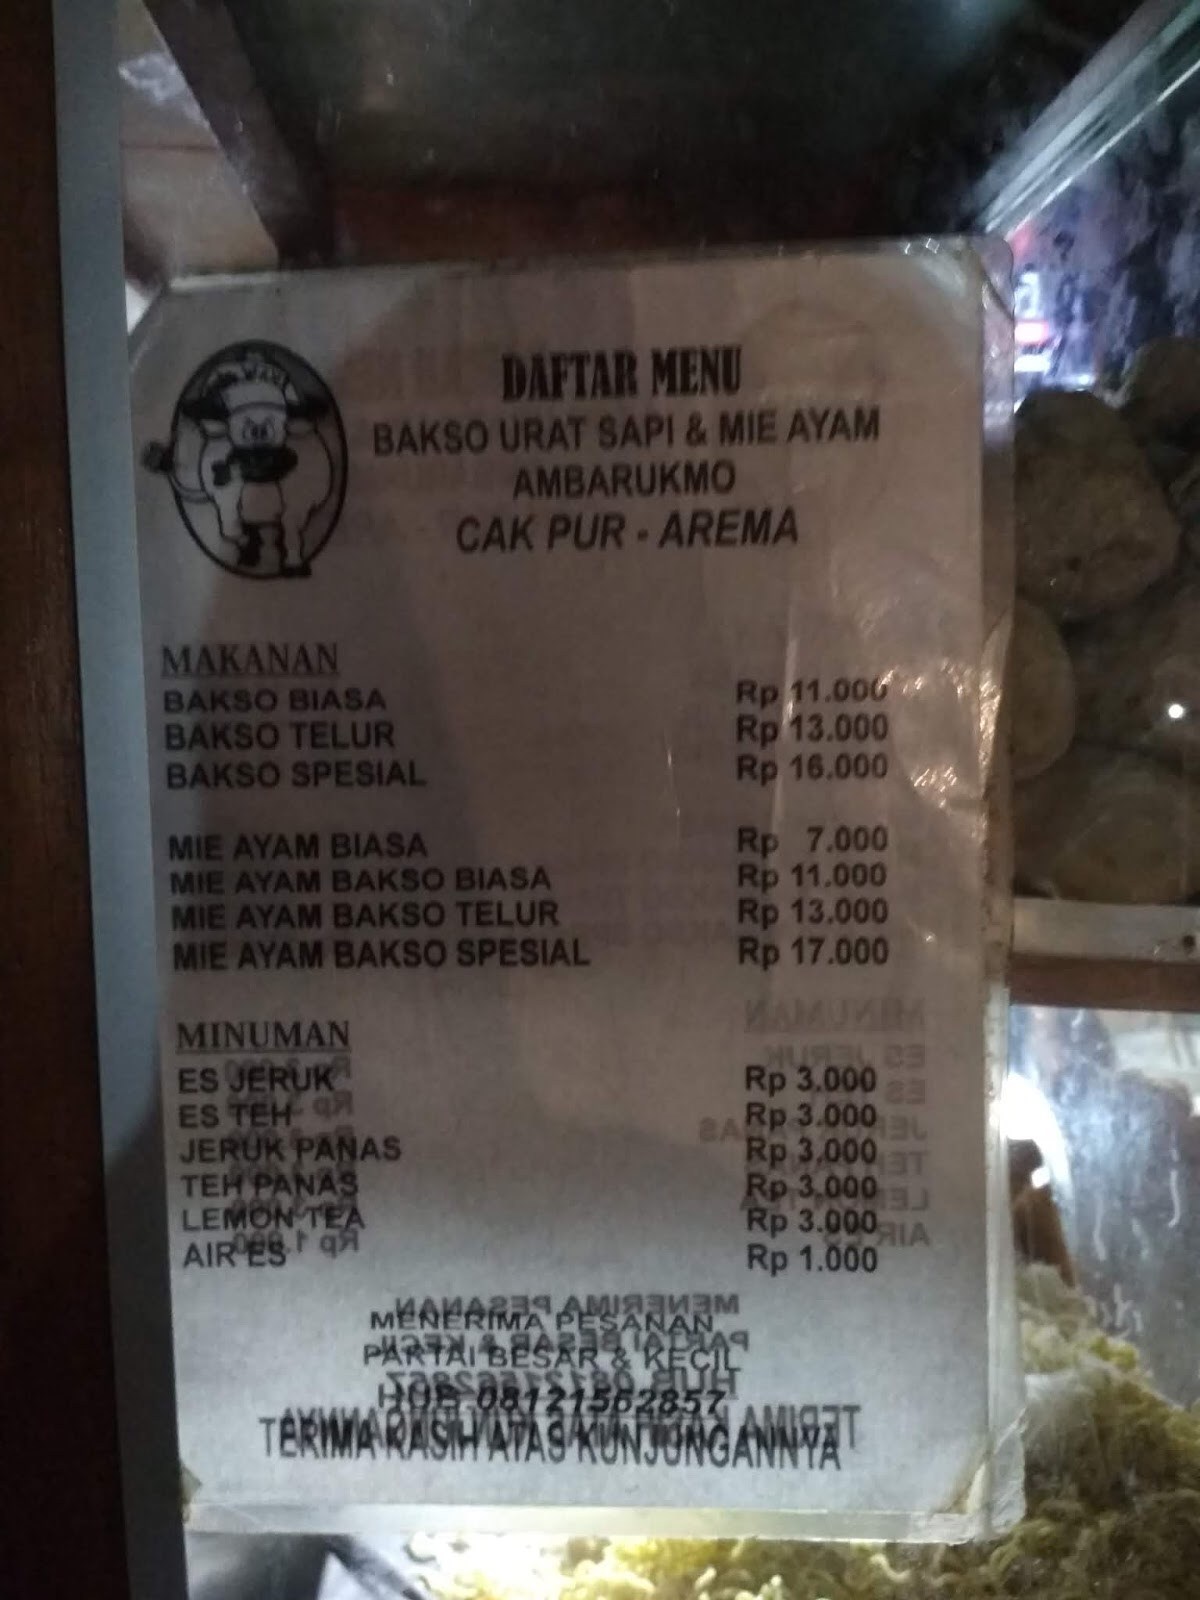 DAFTAR MENU
BAKSO URAT SAPI & MIE AYAM
AMBARUKMO
CAK PUR - AREMA
MAKANAN
BAKSO BIASA Rp 11.000
BAKSO TELUR Rp 13.000
BAKSO SPESIAL Rp 16.000
MIE AYAM BIASA Rp 7.000
MIE AYAM BAKSO BIASA Rp 11.000
MIE AYAM BAKSO TELUR Rp 13.000
MIE AYAM BAKSO SPESIAL Rp 17.000
MINUMAN
ES JERUK Rp 3.000
ES TEH Rp 3.000
JERUK PANAS Rp 3.000
TEH PANAS Rp 3.000
LEMON TEA Rp 3.000
AIR ES Rp 1.000
MENERIMA PESANAN
PARTAI BESAR & KECIL
HUB 08121562857
TERIMA KASIH ATAS KUNJUNGANNYA